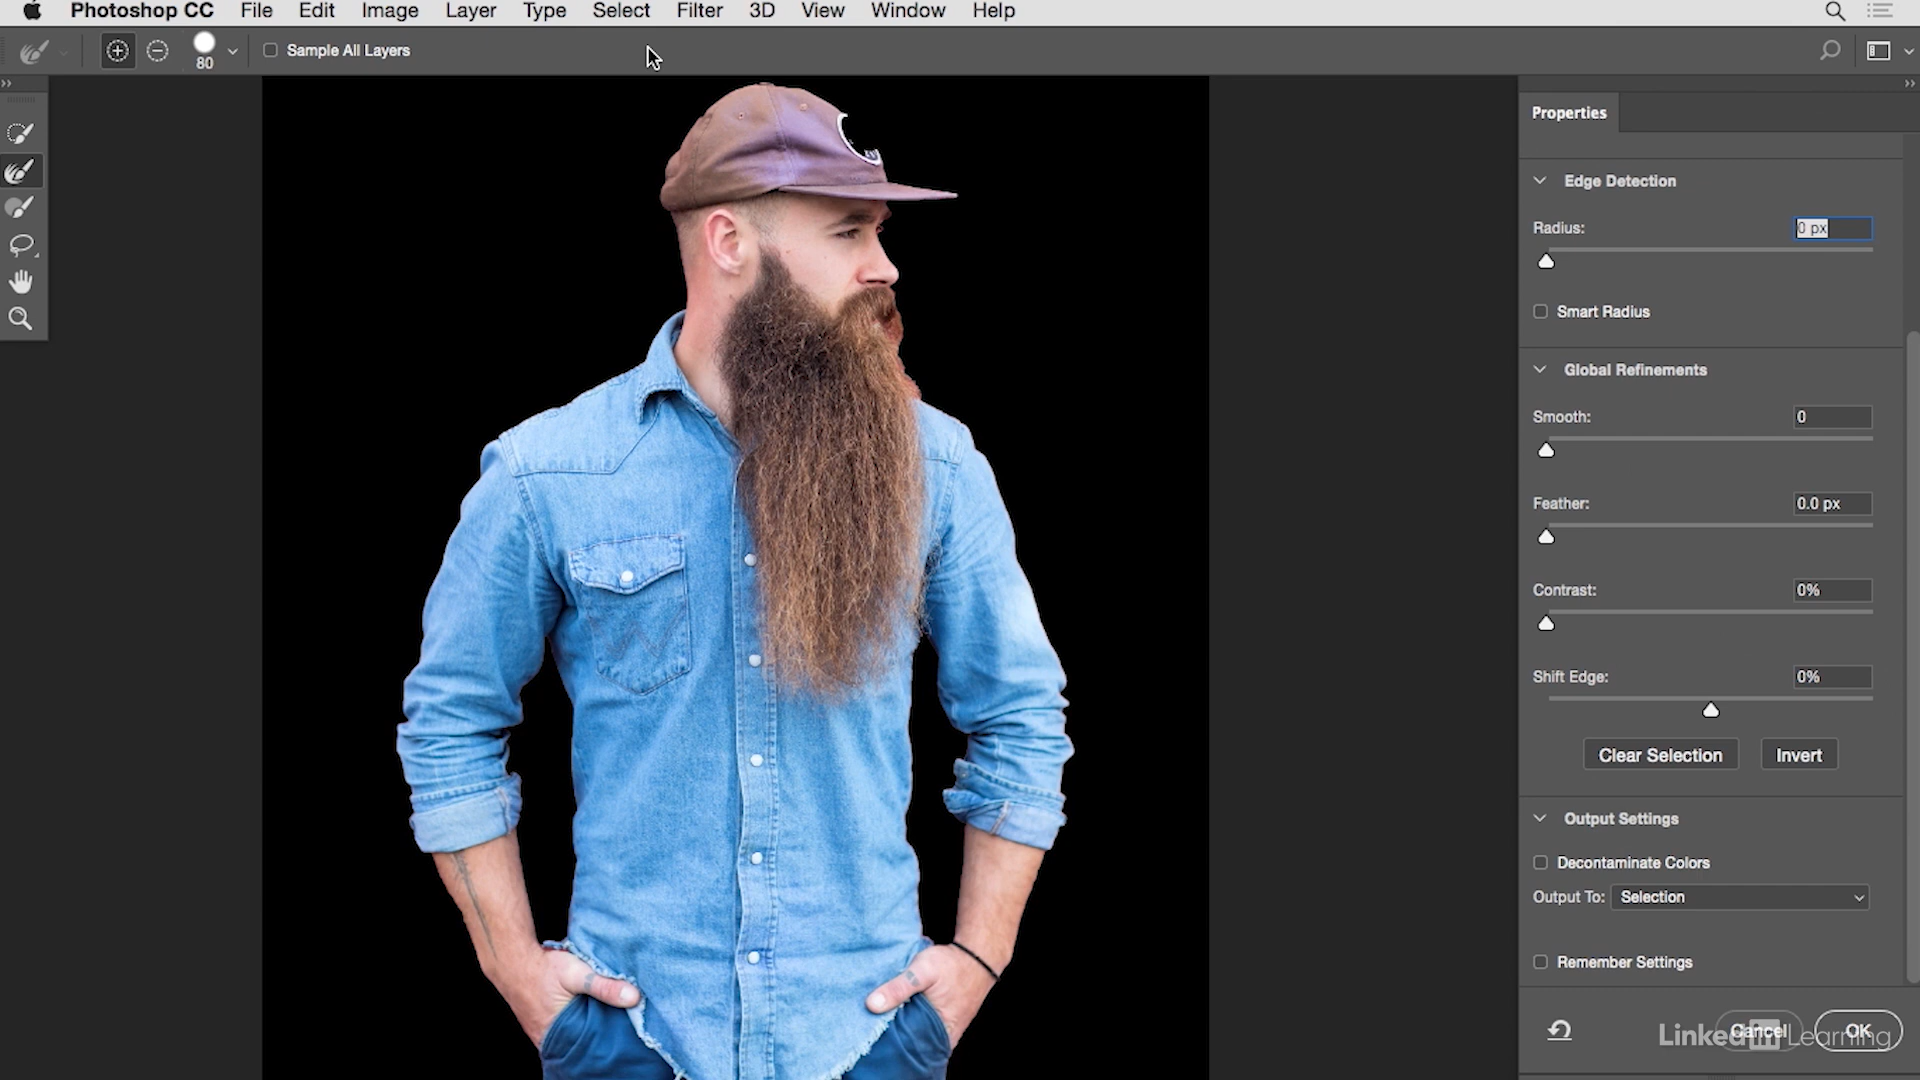 Photoshop CC File Edit Image Layer Type Select Filter 3D View Window Help
80 Sample All Layers
Properties
Edge Detection
Radius: 0 px
Smart Radius
Global Refinements
Smooth: 0
Feather: 0.0 px
Contrast: 0%
Shift Edge: 0%
Clear Selection Invert
Output Settings
Decontaminate Colors
Output To: Selection
Remember Settings
Cancel OK
Linked in Learning